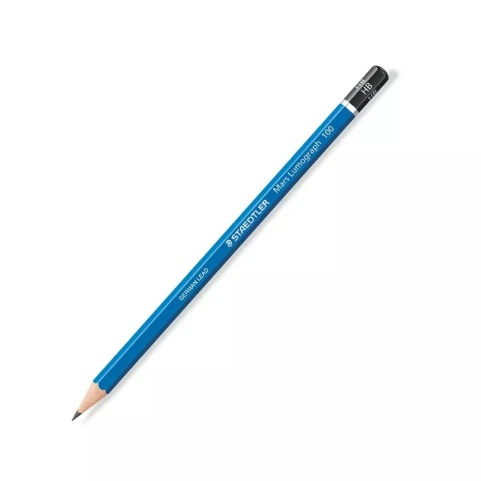 GERMAN LEAD
STAEDTLER Mars Lumograph 100
HB